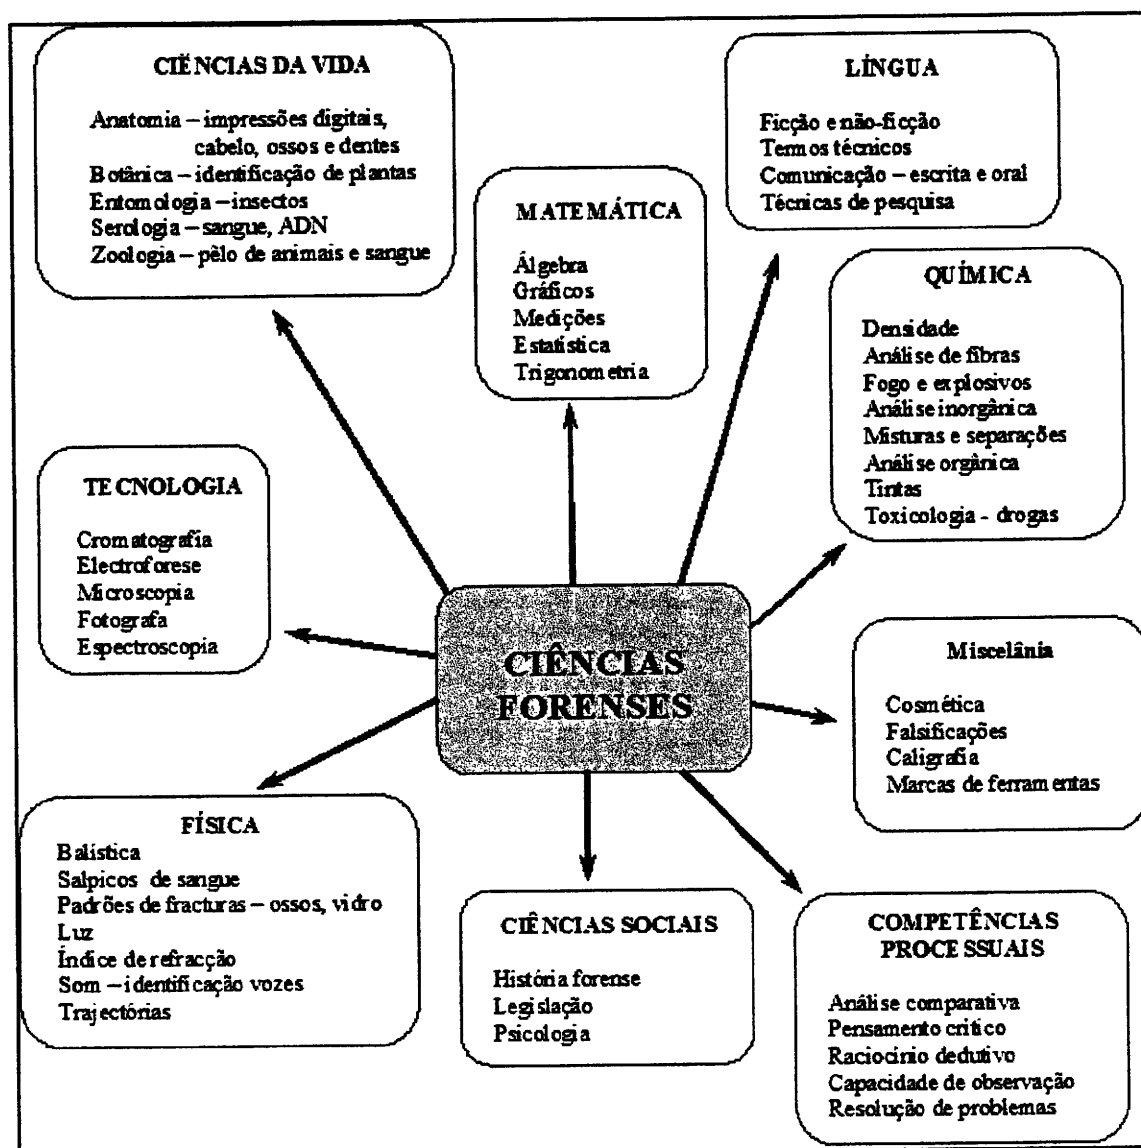 CIÊNCIAS DA VIDA
Anatomia – impressões digitais,
cabelo, ossos e dentes
Botânica – identificação de plantas
Entomologia – insectos
Serologia – sangue, ADN
Zoologia – pêlo de animais e sangue
MATEMÁTICA
Álgebra
Gráficos
Medições
Estatística
Trigonometria
LÍNGUA
Ficção e não-ficção
Termos técnicos
Comunicação – escrita e oral
Técnicas de pesquisa
QUÍMICA
Densidade
Análise de fibras
Fogo e explosivos
Análise inorgânica
Misturas e separações
Análise orgânica
Tintas
Toxicologia - drogas
TECNOLOGIA
Cromatografia
Electroforese
Microscopia
Fotografa
Espectroscopia
CIÊNCIAS
FORENSES
Miscelânia
Cosmética
Falsificações
Caligrafia
Marcas de ferramentas
FÍSICA
Balística
Salpicos de sangue
Padrões de fracturas – ossos, vidro
Luz
Índice de refracção
Som – identificação vozes
Trajectórias
CIÊNCIAS SOCIAIS
História forense
Legislação
Psicologia
COMPETÊNCIAS
PROCESSUAIS
Análise comparativa
Pensamento critico
Raciocínio dedutivo
Capacidade de observação
Resolução de problemas